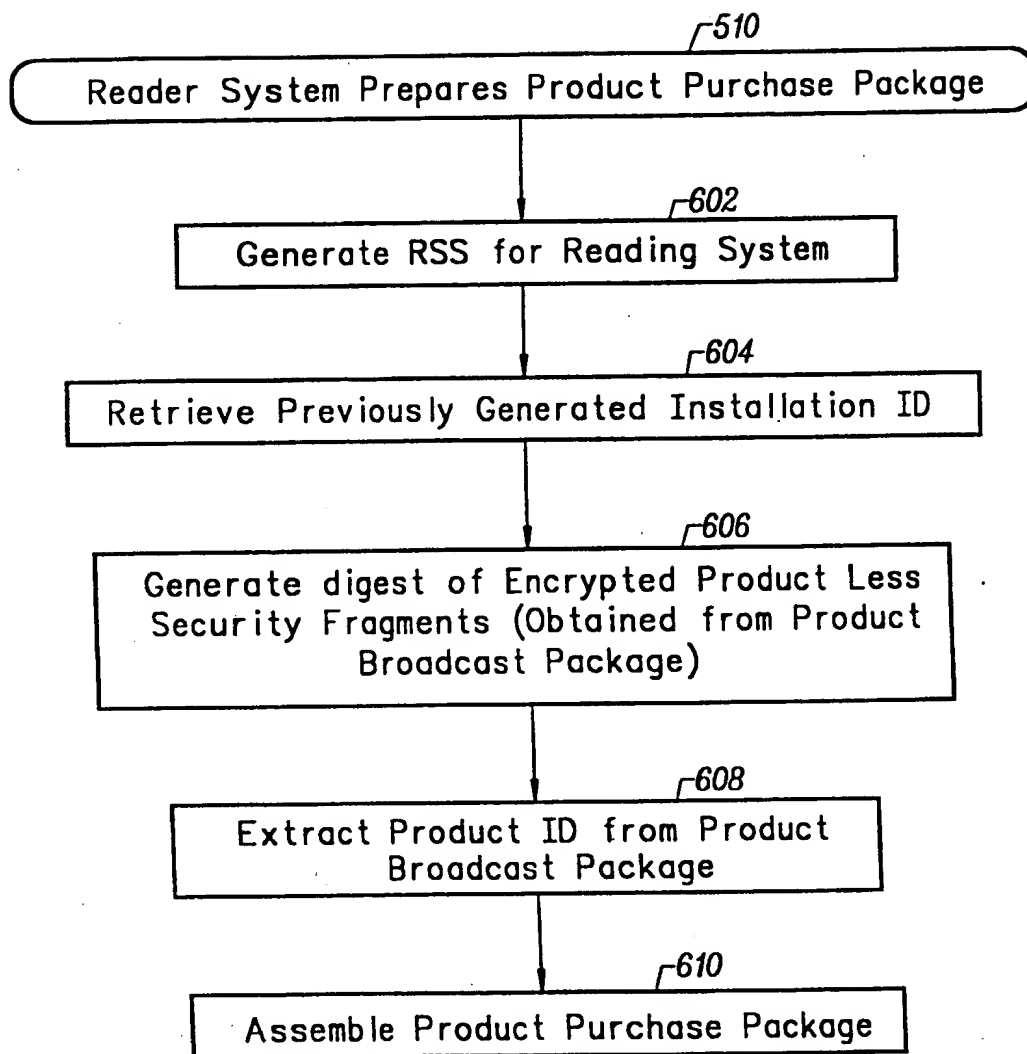 510
Reader System Prepares Product Purchase Package
602
Generate RSS for Reading System
604
Retrieve Previously Generated Installation ID
606
Generate digest of Encrypted Product Less
Security Fragments (Obtained from Product
Broadcast Package)
608
Extract Product ID from Product
Broadcast Package
610
Assemble Product Purchase Package